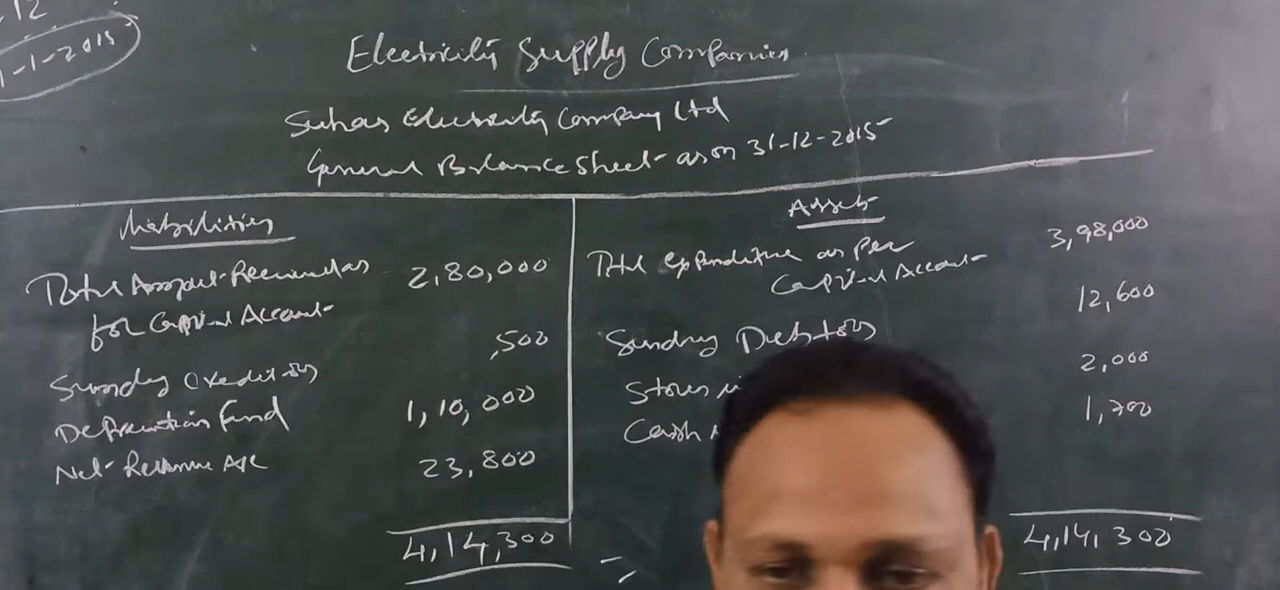 12
1-1-2015
Electricity Supply Companies
Suhas Electricity Company Ltd
General Balance Sheet as on 31-12-2015
Liabilities
Total Amount Received as
for Capital Account
2,80,000
Sundry Creditors
,500
Depreciation Fund
1,10,000
Net Revenue A/c
23,800
4,14,300
Assets
Total expenditure as per
Capital Account
3,98,000
Sundry Debtors
12,600
Stores
2,000
Cash
1,700
4,14,300